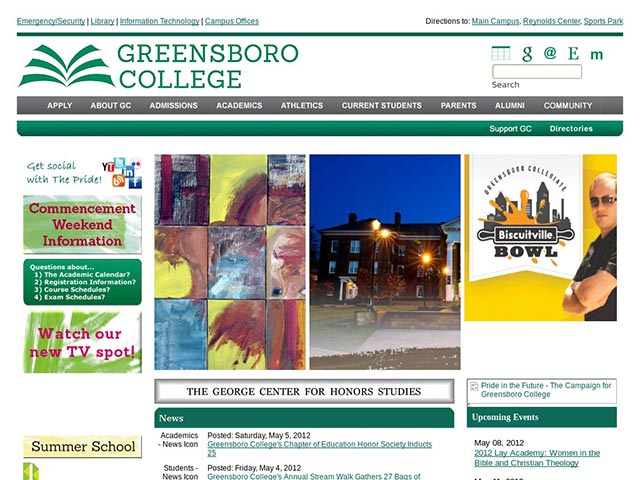 Emergency/Security | Library | Information Technology | Campus Offices
Directions to: Main Campus, Reynolds Center, Sports Park
GREENSBORO
COLLEGE
g @ E m
Search
APPLY ABOUT GC ADMISSIONS ACADEMICS ATHLETICS CURRENT STUDENTS PARENTS ALUMNI COMMUNITY
Support GC Directories
Get social
with The Pride!
Commencement
Weekend
Information
Questions about...
1) The Academic Calendar?
2) Registration Information?
3) Course Schedules?
4) Exam Schedules?
Watch our
new TV spot!
Summer School
GREENSBORO COLLEGIATE
Biscuitville
BOWL
THE GEORGE CENTER FOR HONORS STUDIES
News
Academics
- News Icon
Posted: Saturday, May 5, 2012
Greensboro College's Chapter of Education Honor Society Inducts
25
Students -
News Icon
Posted: Friday, May 4, 2012
Greensboro College's Annual Stream Walk Gathers 27 Bags of
Pride in the Future - The Campaign for
Greensboro College
Upcoming Events
May 08, 2012
2012 Lay Academy: Women in
the Bible and Christian Theology
May 11, 2012